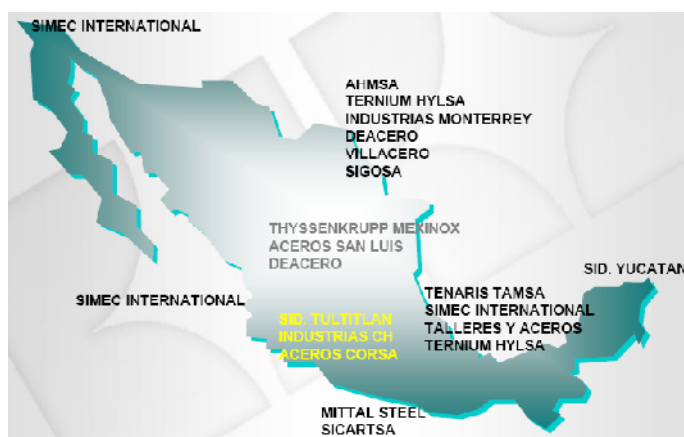 SIMEC INTERNATIONAL
AHMSA
TERNIUM HYLSA
INDUSTRIAS MONTERREY
DEACERO
VILLACERO
SIGOSA
THYSSENKRUPP MEXINOX
ACEROS SAN LUIS
DEACERO
SID. YUCATAN
SIMEC INTERNATIONAL
TENARIS TAMSA
SIMEC INTERNATIONAL
TALLERES Y ACEROS
TERNIUM HYLSA
SID. TULTITLAN
INDUSTRIAS CH
ACEROS CORSA
MITTAL STEEL
SICARTSA